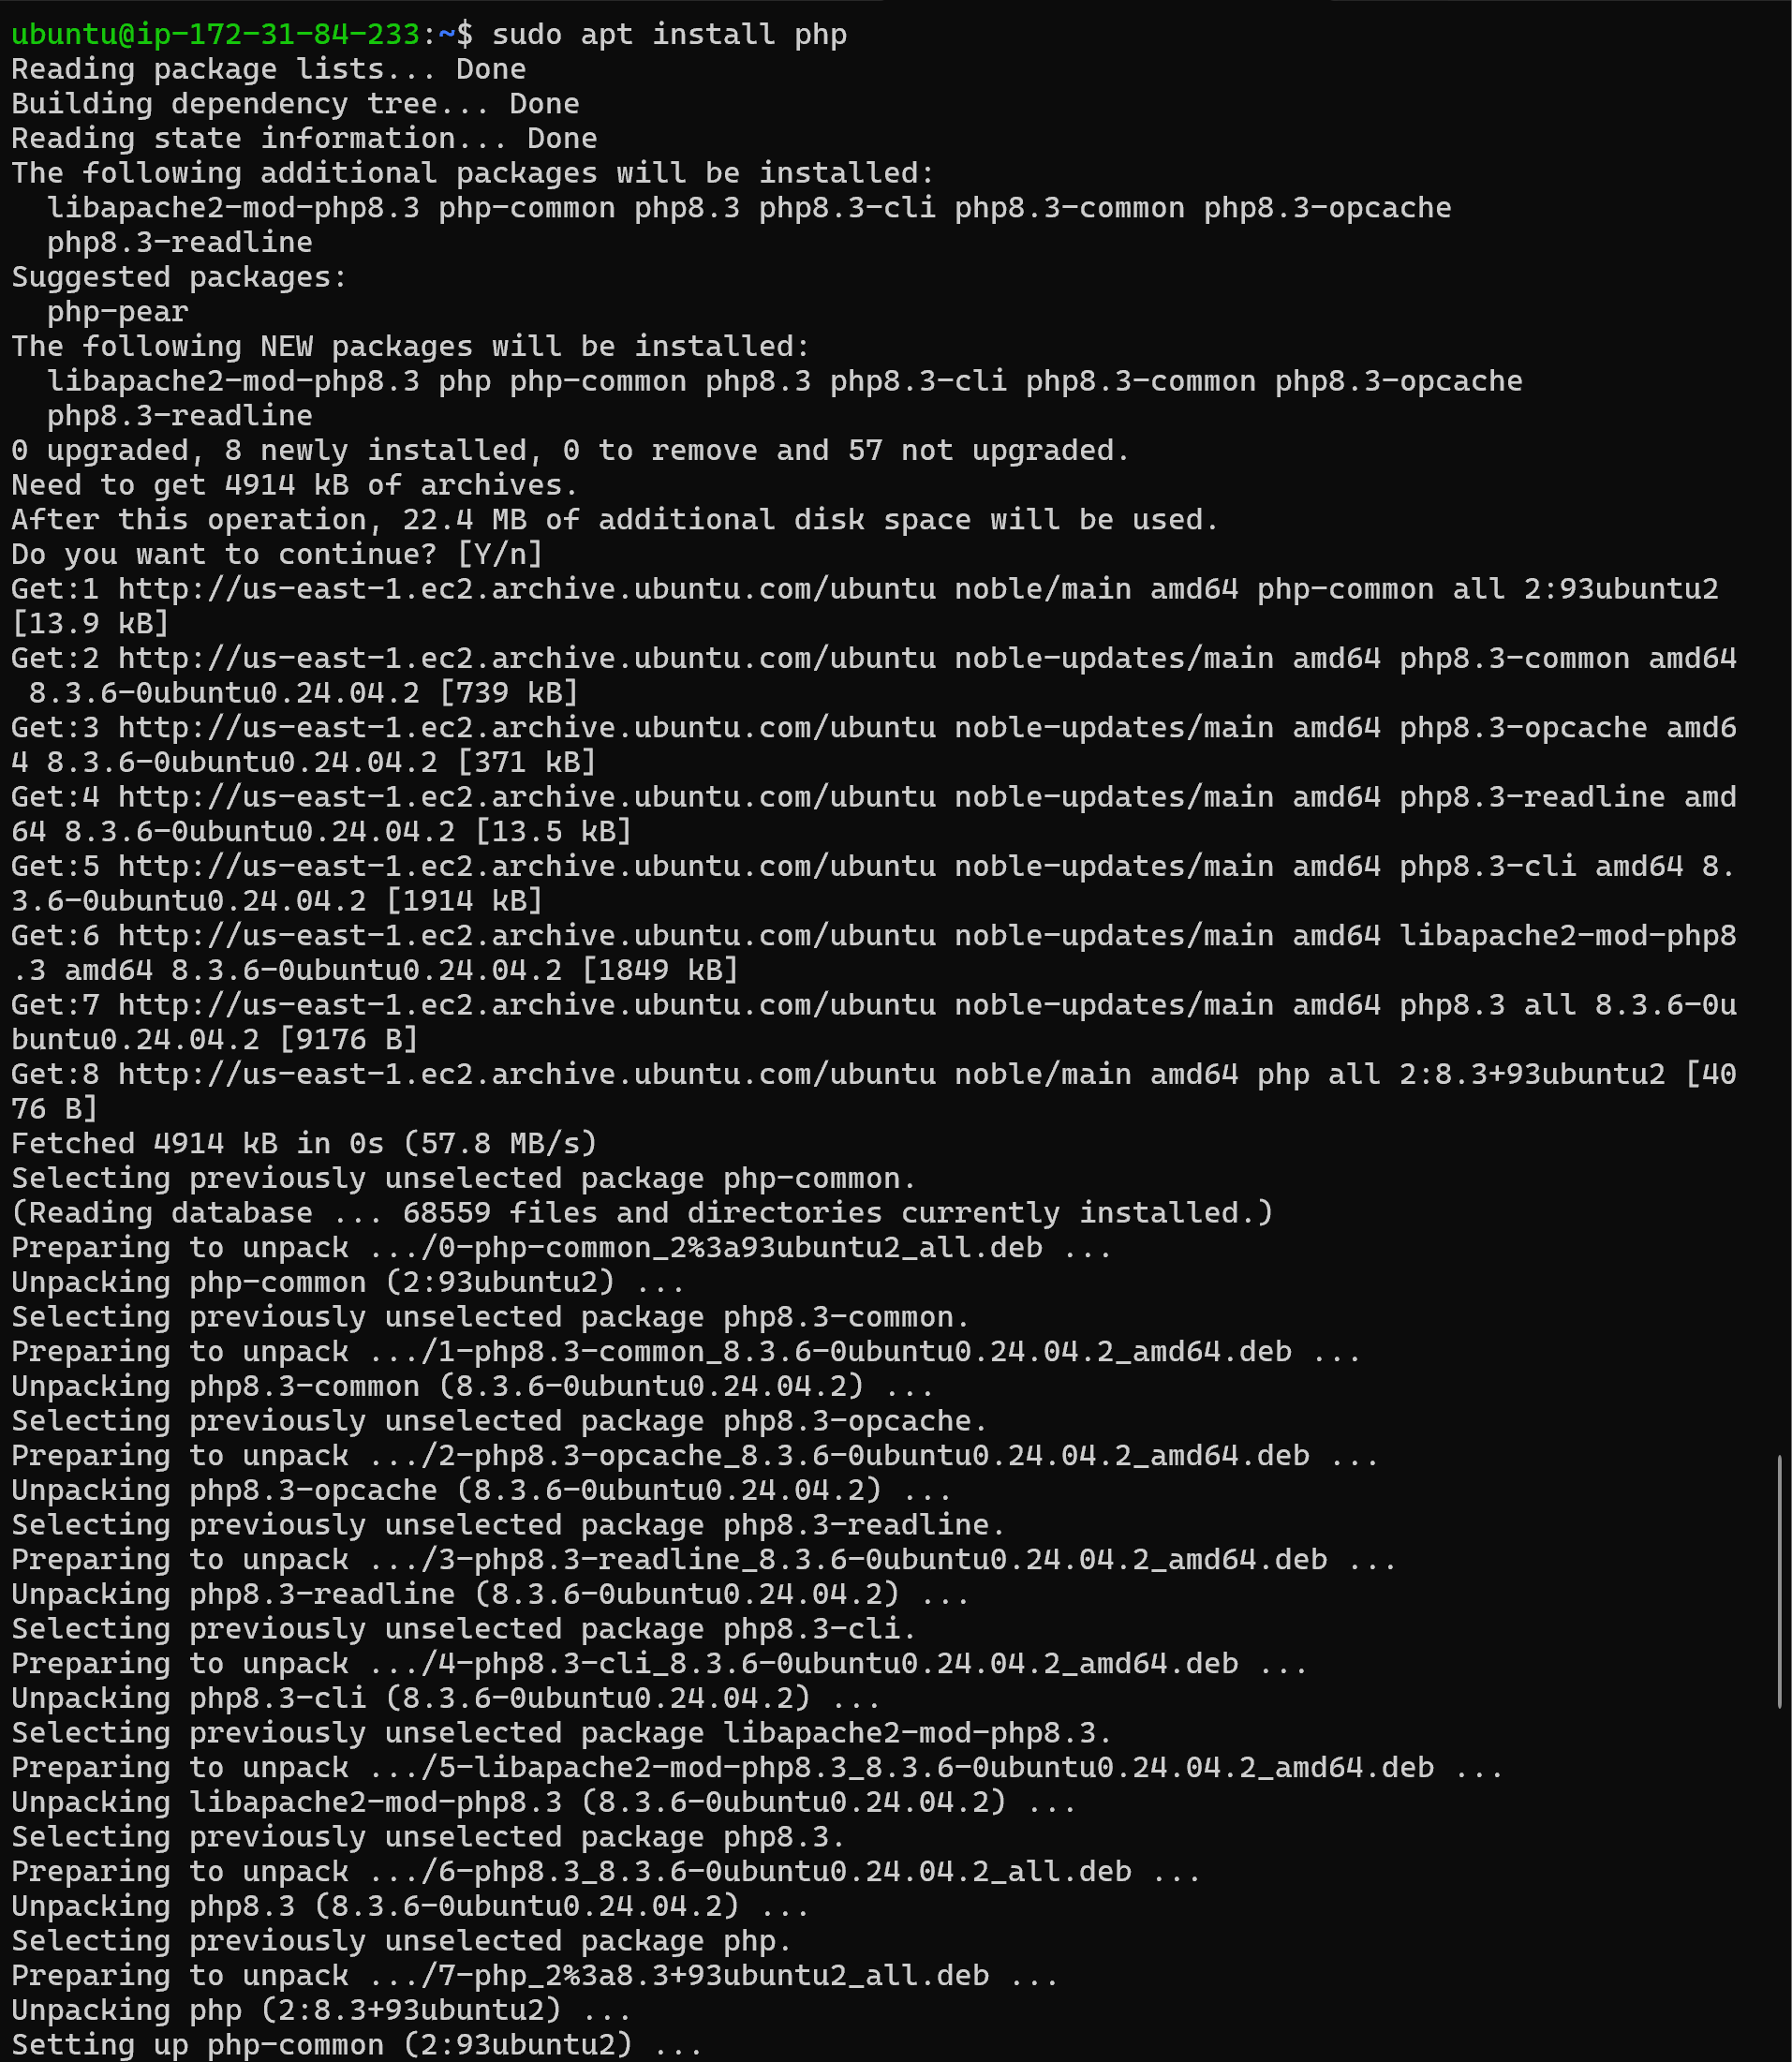 ubuntu@ip-172-31-84-233:~$ sudo apt install php
Reading package lists... Done
Building dependency tree... Done
Reading state information... Done
The following additional packages will be installed:
  libapache2-mod-php8.3 php-common php8.3 php8.3-cli php8.3-common php8.3-opcache
  php8.3-readline
Suggested packages:
  php-pear
The following NEW packages will be installed:
  libapache2-mod-php8.3 php php-common php8.3 php8.3-cli php8.3-common php8.3-opcache
  php8.3-readline
0 upgraded, 8 newly installed, 0 to remove and 57 not upgraded.
Need to get 4914 kB of archives.
After this operation, 22.4 MB of additional disk space will be used.
Do you want to continue? [Y/n]
Get:1 http://us-east-1.ec2.archive.ubuntu.com/ubuntu noble/main amd64 php-common all 2:93ubuntu2
[13.9 kB]
Get:2 http://us-east-1.ec2.archive.ubuntu.com/ubuntu noble-updates/main amd64 php8.3-common amd64
 8.3.6-0ubuntu0.24.04.2 [739 kB]
Get:3 http://us-east-1.ec2.archive.ubuntu.com/ubuntu noble-updates/main amd64 php8.3-opcache amd6
4 8.3.6-0ubuntu0.24.04.2 [371 kB]
Get:4 http://us-east-1.ec2.archive.ubuntu.com/ubuntu noble-updates/main amd64 php8.3-readline amd
64 8.3.6-0ubuntu0.24.04.2 [13.5 kB]
Get:5 http://us-east-1.ec2.archive.ubuntu.com/ubuntu noble-updates/main amd64 php8.3-cli amd64 8.
3.6-0ubuntu0.24.04.2 [1914 kB]
Get:6 http://us-east-1.ec2.archive.ubuntu.com/ubuntu noble-updates/main amd64 libapache2-mod-php8
.3 amd64 8.3.6-0ubuntu0.24.04.2 [1849 kB]
Get:7 http://us-east-1.ec2.archive.ubuntu.com/ubuntu noble-updates/main amd64 php8.3 all 8.3.6-0u
buntu0.24.04.2 [9176 B]
Get:8 http://us-east-1.ec2.archive.ubuntu.com/ubuntu noble/main amd64 php all 2:8.3+93ubuntu2 [40
76 B]
Fetched 4914 kB in 0s (57.8 MB/s)
Selecting previously unselected package php-common.
(Reading database ... 68559 files and directories currently installed.)
Preparing to unpack .../0-php-common_2%3a93ubuntu2_all.deb ...
Unpacking php-common (2:93ubuntu2) ...
Selecting previously unselected package php8.3-common.
Preparing to unpack .../1-php8.3-common_8.3.6-0ubuntu0.24.04.2_amd64.deb ...
Unpacking php8.3-common (8.3.6-0ubuntu0.24.04.2) ...
Selecting previously unselected package php8.3-opcache.
Preparing to unpack .../2-php8.3-opcache_8.3.6-0ubuntu0.24.04.2_amd64.deb ...
Unpacking php8.3-opcache (8.3.6-0ubuntu0.24.04.2) ...
Selecting previously unselected package php8.3-readline.
Preparing to unpack .../3-php8.3-readline_8.3.6-0ubuntu0.24.04.2_amd64.deb ...
Unpacking php8.3-readline (8.3.6-0ubuntu0.24.04.2) ...
Selecting previously unselected package php8.3-cli.
Preparing to unpack .../4-php8.3-cli_8.3.6-0ubuntu0.24.04.2_amd64.deb ...
Unpacking php8.3-cli (8.3.6-0ubuntu0.24.04.2) ...
Selecting previously unselected package libapache2-mod-php8.3.
Preparing to unpack .../5-libapache2-mod-php8.3_8.3.6-0ubuntu0.24.04.2_amd64.deb ...
Unpacking libapache2-mod-php8.3 (8.3.6-0ubuntu0.24.04.2) ...
Selecting previously unselected package php8.3.
Preparing to unpack .../6-php8.3_8.3.6-0ubuntu0.24.04.2_all.deb ...
Unpacking php8.3 (8.3.6-0ubuntu0.24.04.2) ...
Selecting previously unselected package php.
Preparing to unpack .../7-php_2%3a8.3+93ubuntu2_all.deb ...
Unpacking php (2:8.3+93ubuntu2) ...
Setting up php-common (2:93ubuntu2) ...